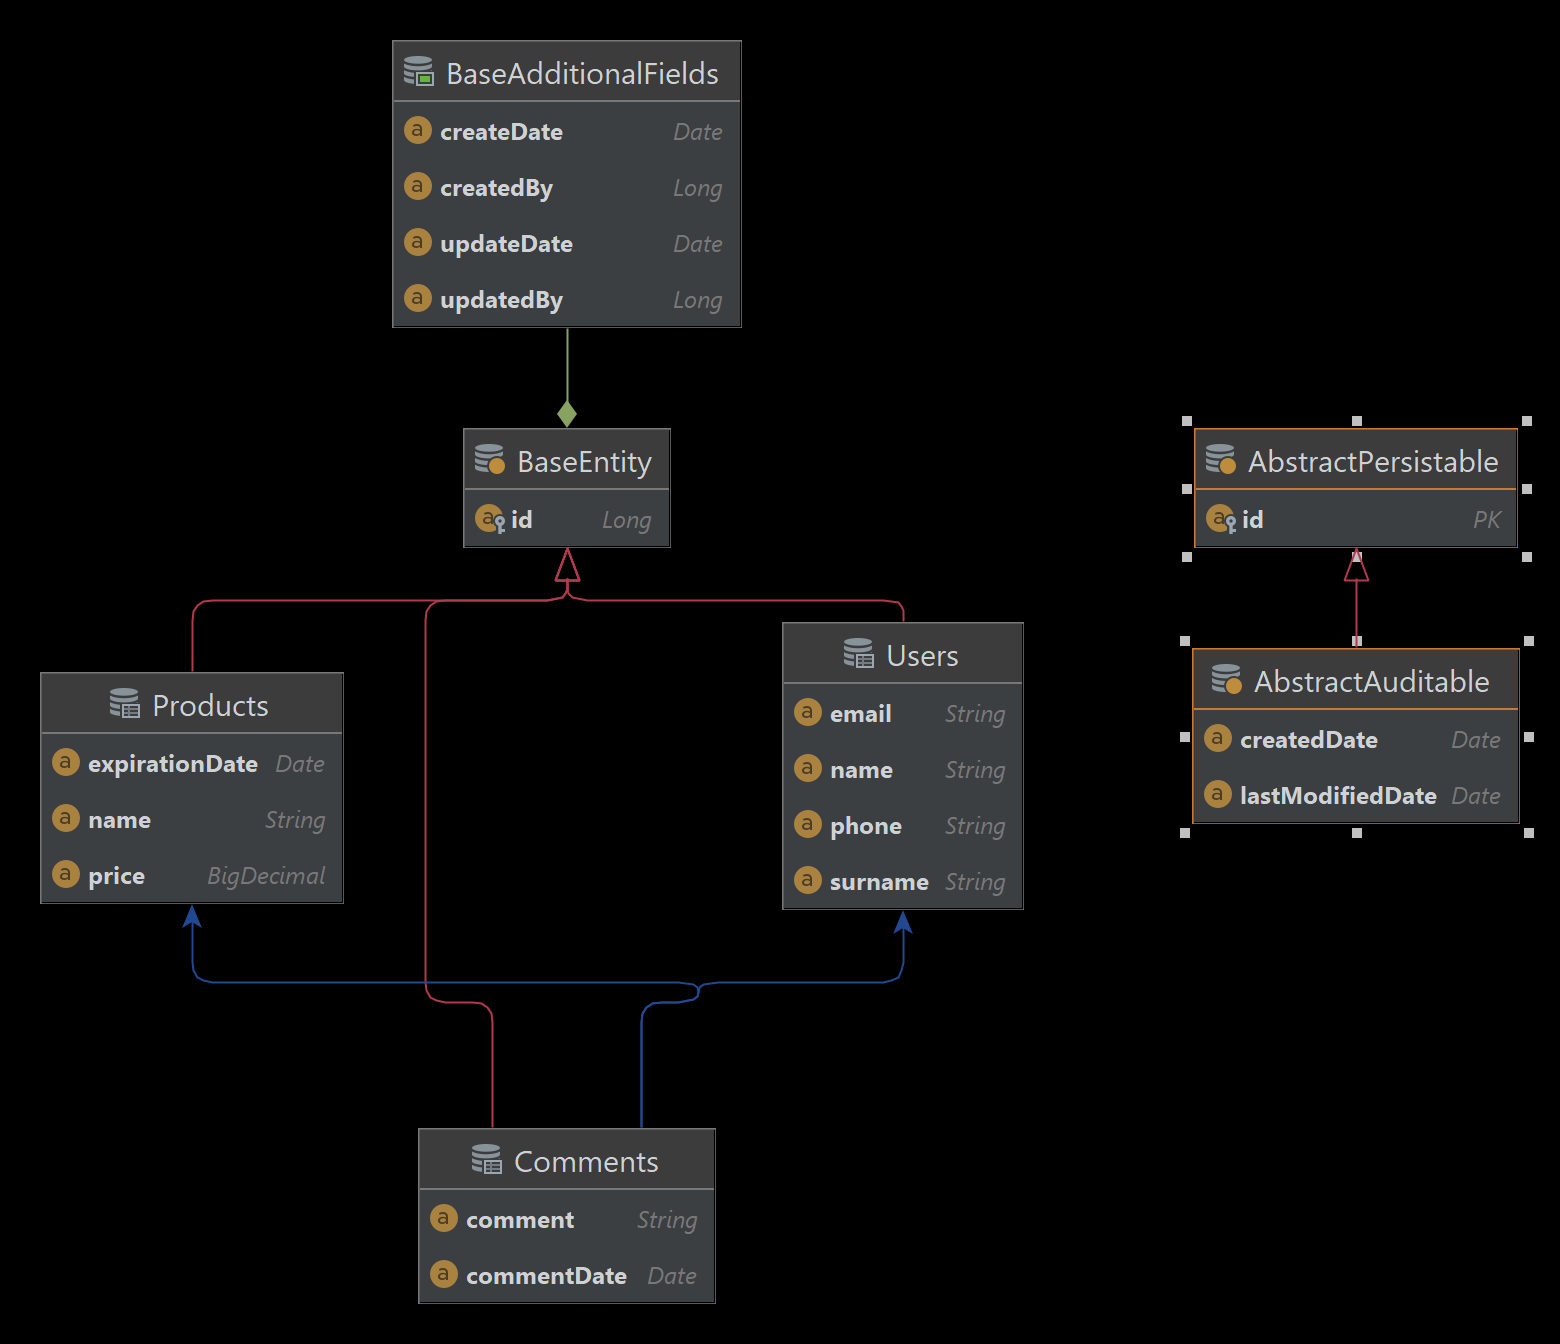 BaseAdditionalFields
a createDate Date
a createdBy Long
a updateDate Date
a updatedBy Long
BaseEntity
a id Long
AbstractPersistable
a id PK
Products
a expirationDate Date
a name String
a price BigDecimal
Users
a email String
a name String
a phone String
a surname String
AbstractAuditable
a createdDate Date
a lastModifiedDate Date
Comments
a comment String
a commentDate Date